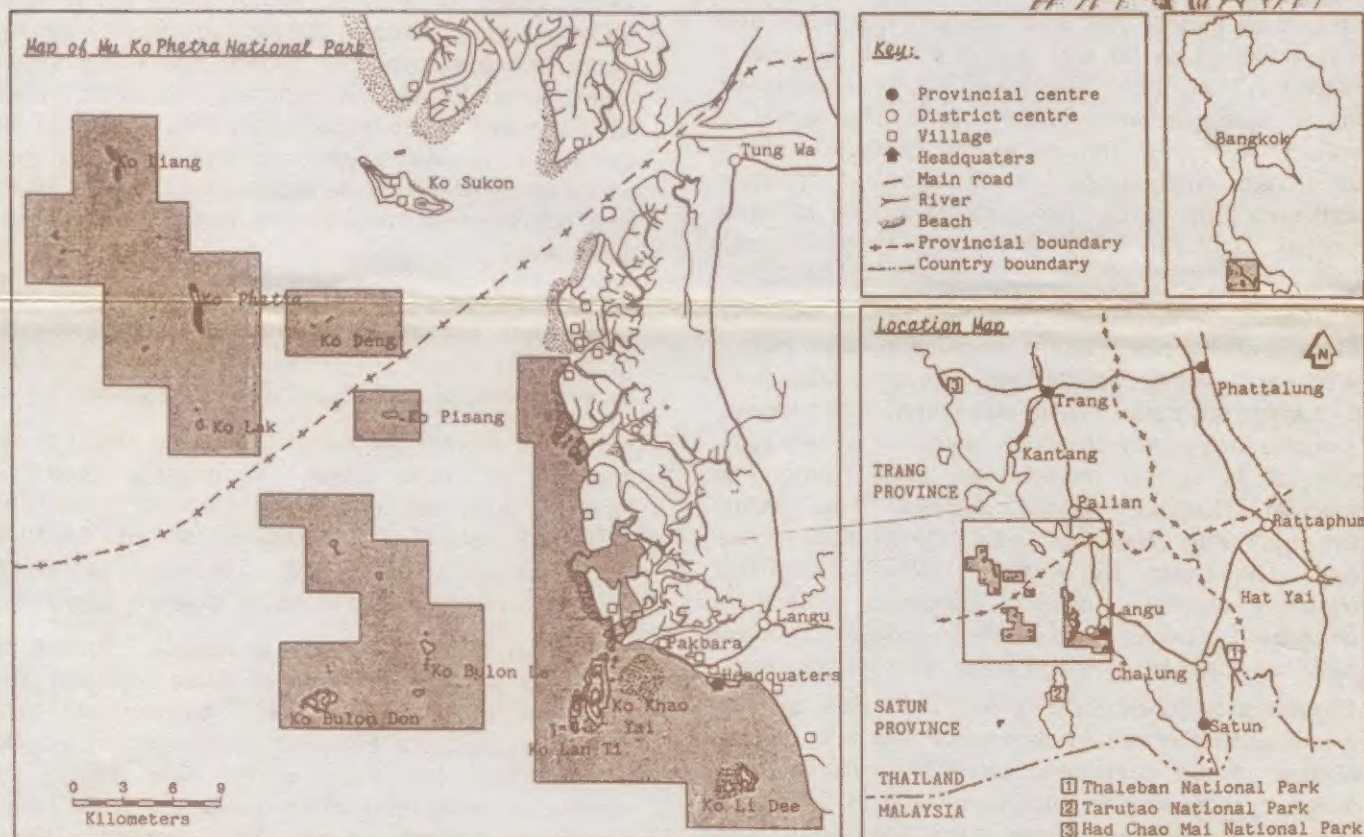 Map of Mu Ko Phetra National Park
Ko Liang
Ko Sukon
Tung Wa
Ko Phatra
Ko Deng
Ko Pisang
Ko Lak
Langu
Pakbara
Headquaters
Ko Bulon Le
Ko Bulon Don
Ko Khao
Yai
Ko Lan Ti
Ko Li Dee
0 3 6 9
Kilometers
Key:
Provincial centre
District centre
Village
Headquaters
Main road
River
Beach
Provincial boundary
Country boundary
Bangkok
Location Map
N
3
Phattalung
Trang
Kantang
TRANG
PROVINCE
Palian
Rattaphum
Hat Yai
Langu
1
Chalung
2
SATUN
PROVINCE
Satun
THAILAND
MALAYSIA
1 Thaleban National Park
2 Tarutao National Park
3 Had Chao Mai National Park